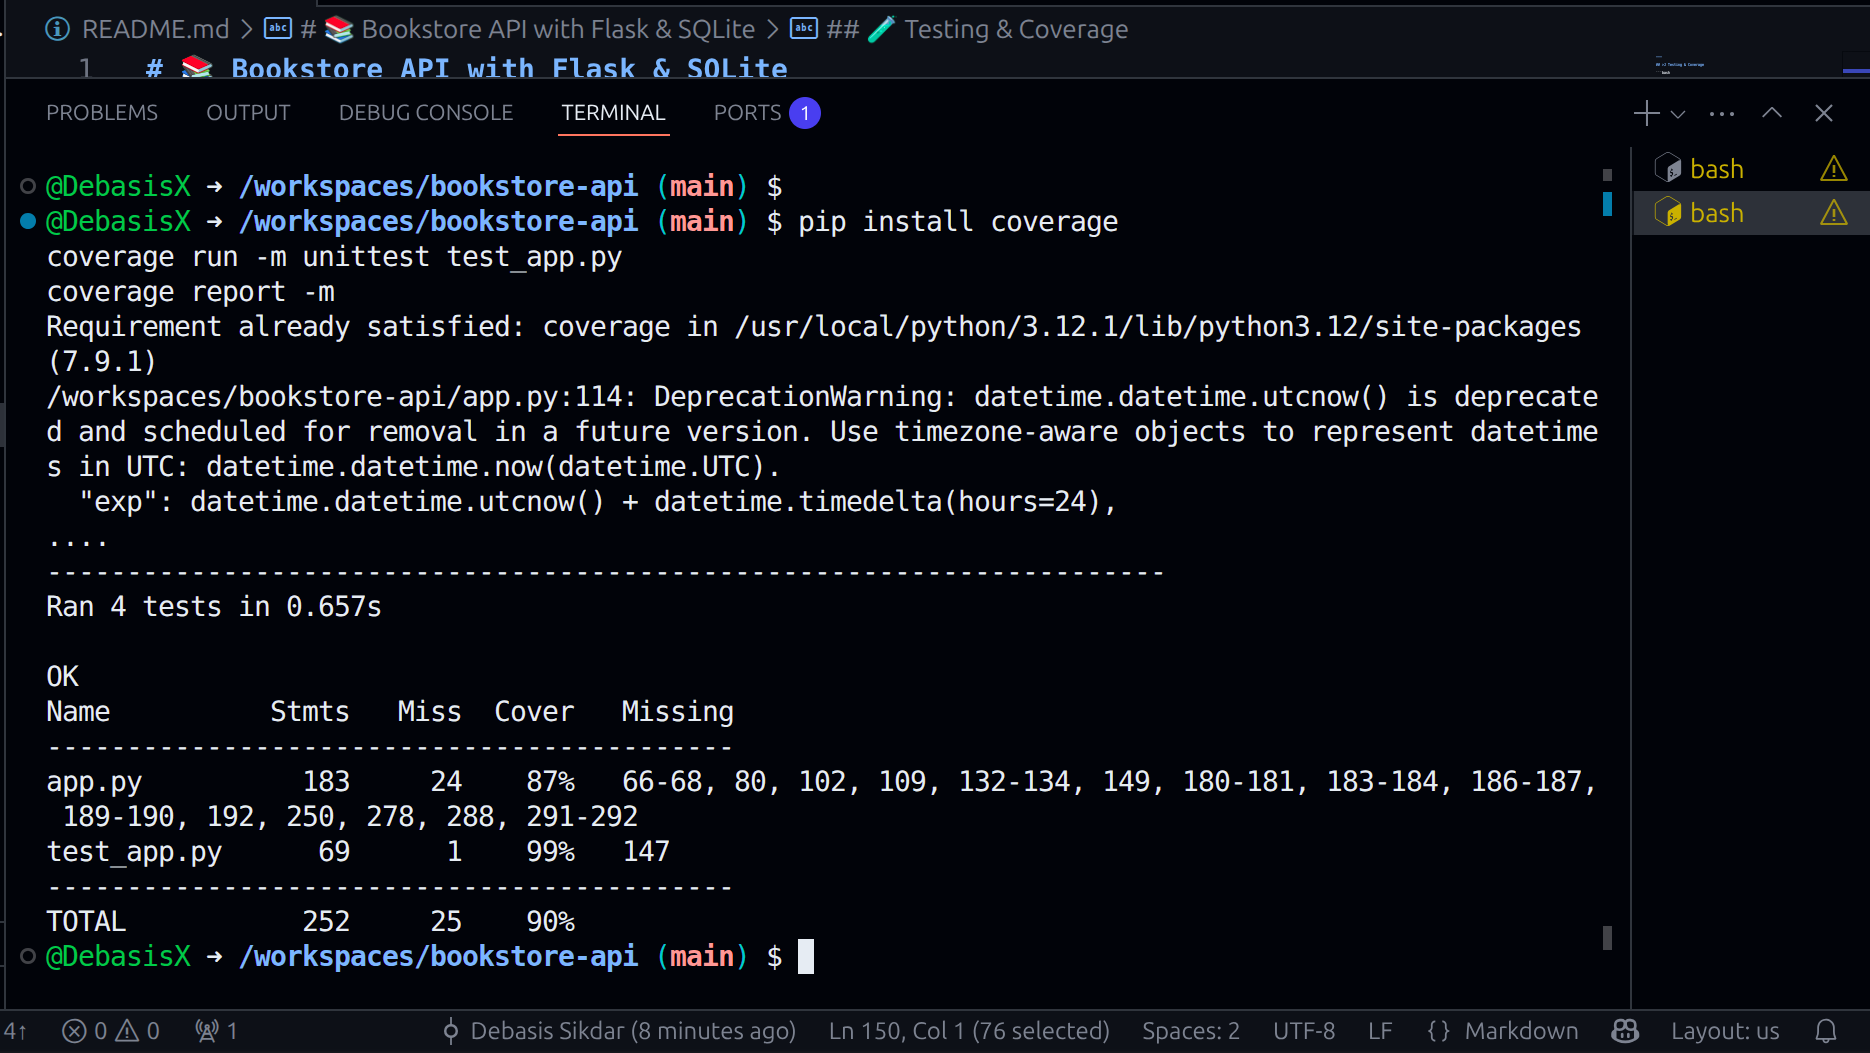 README.md > # 📚 Bookstore API with Flask & SQLite > ## 🧪 Testing & Coverage
1 # 📚 Bookstore API with Flask & SQLite
PROBLEMS OUTPUT DEBUG CONSOLE TERMINAL PORTS 1
bash
bash
@DebasisX ➜ /workspaces/bookstore-api (main) $
@DebasisX ➜ /workspaces/bookstore-api (main) $ pip install coverage
coverage run -m unittest test_app.py
coverage report -m
Requirement already satisfied: coverage in /usr/local/python/3.12.1/lib/python3.12/site-packages
(7.9.1)
/workspaces/bookstore-api/app.py:114: DeprecationWarning: datetime.datetime.utcnow() is deprecate
d and scheduled for removal in a future version. Use timezone-aware objects to represent datetime
s in UTC: datetime.datetime.now(datetime.UTC).
  "exp": datetime.datetime.utcnow() + datetime.timedelta(hours=24),
....
----------------------------------------------------------------------
Ran 4 tests in 0.657s
OK
Name          Stmts   Miss  Cover   Missing
-------------------------------------------
app.py          183     24    87%   66-68, 80, 102, 109, 132-134, 149, 180-181, 183-184, 186-187,
 189-190, 192, 250, 278, 288, 291-292
test_app.py      69      1    99%   147
-------------------------------------------
TOTAL           252     25    90%
@DebasisX ➜ /workspaces/bookstore-api (main) $
4↑ 0 0 1 Debasis Sikdar (8 minutes ago) Ln 150, Col 1 (76 selected) Spaces: 2 UTF-8 LF {} Markdown Layout: us